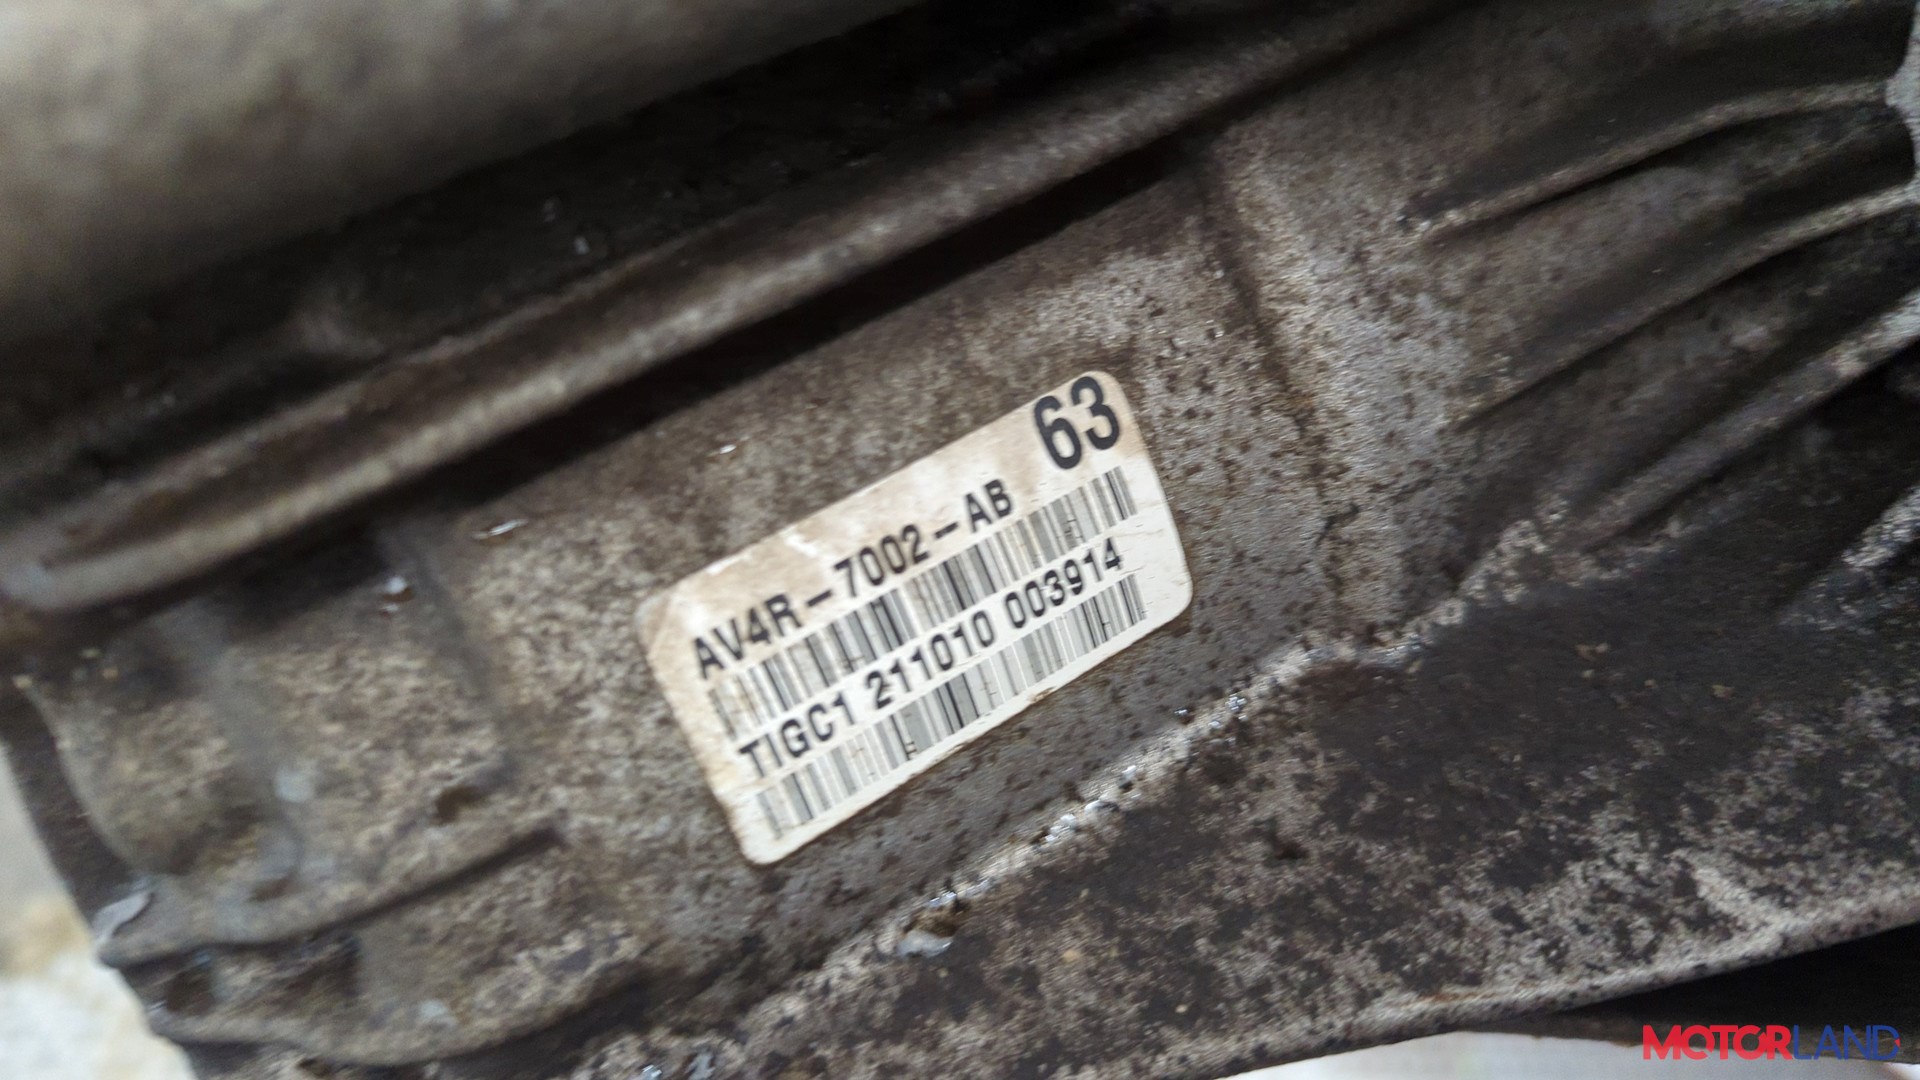 63
AV4R-7002-AB
TIGC1 211010 003914
MOTORLAND